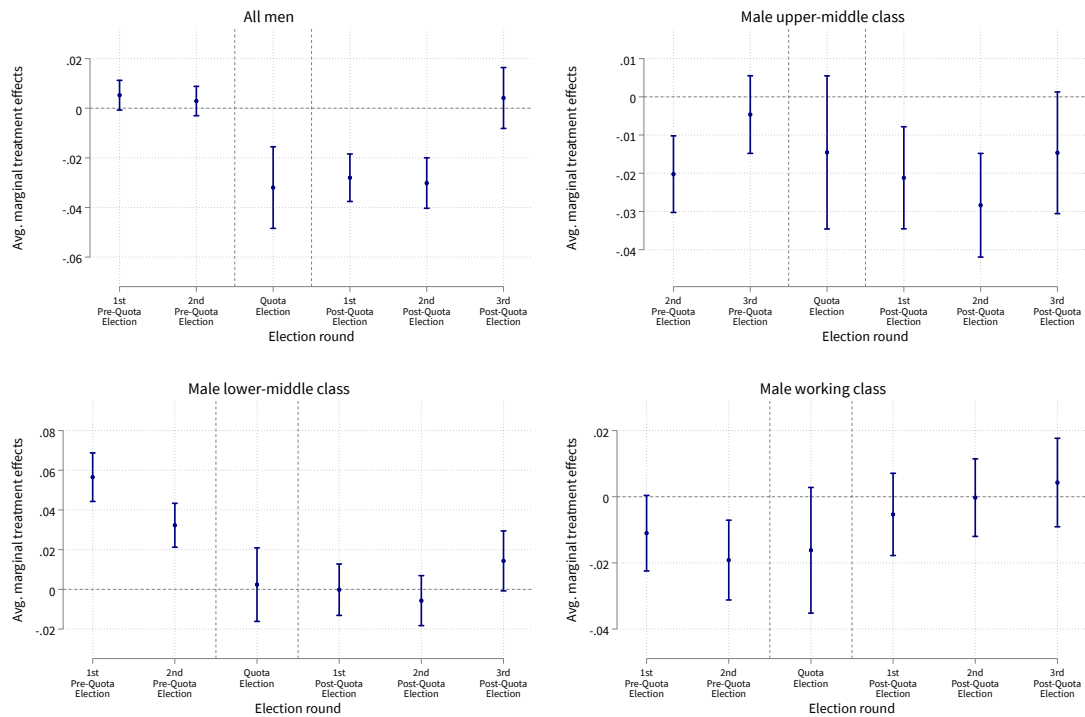 All men
Avg. marginal treatment effects
.02
0
-.02
-.04
-.06
1st
Pre-Quota
Election
2nd
Pre-Quota
Election
Quota
Election
1st
Post-Quota
Election
2nd
Post-Quota
Election
3rd
Post-Quota
Election
Election round
Male upper-middle class
Avg. marginal treatment effects
.01
0
-.01
-.02
-.03
-.04
2nd
Pre-Quota
Election
3rd
Pre-Quota
Election
Quota
Election
1st
Post-Quota
Election
2nd
Post-Quota
Election
3rd
Post-Quota
Election
Election round
Male lower-middle class
Avg. marginal treatment effects
.08
.06
.04
.02
0
-.02
1st
Pre-Quota
Election
2nd
Pre-Quota
Election
Quota
Election
1st
Post-Quota
Election
2nd
Post-Quota
Election
3rd
Post-Quota
Election
Election round
Male working class
Avg. marginal treatment effects
.02
0
-.02
-.04
1st
Pre-Quota
Election
2nd
Pre-Quota
Election
Quota
Election
1st
Post-Quota
Election
2nd
Post-Quota
Election
3rd
Post-Quota
Election
Election round